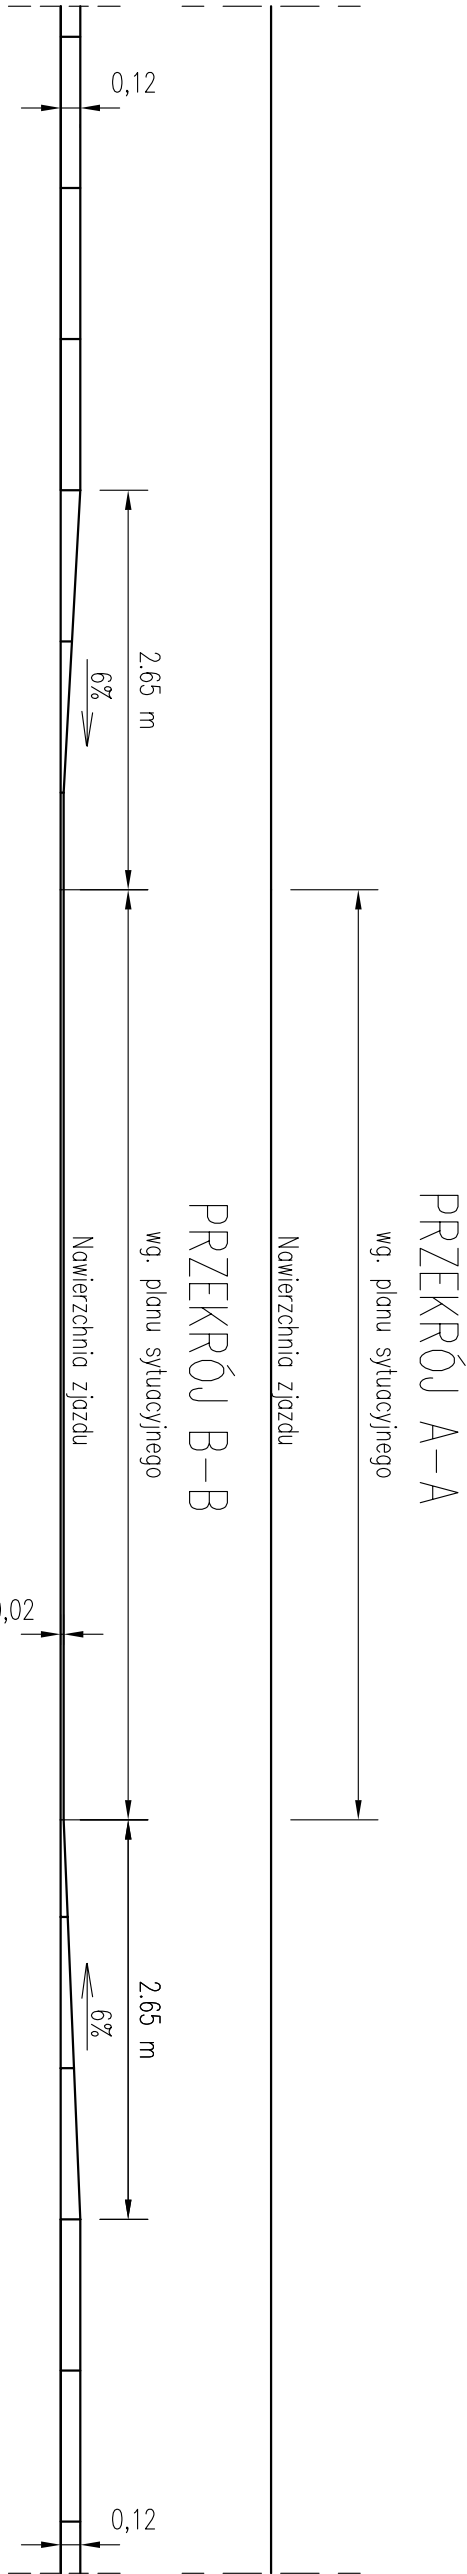 PRZEKRÓJ A-A
wg. planu sytuacyjnego
Nawierzchnia zjazdu
PRZEKRÓJ B-B
2.65 m
wg. planu sytuacyjnego
2.65 m
0,12
6%
Nawierzchnia zjazdu
6%
0,12
0,02